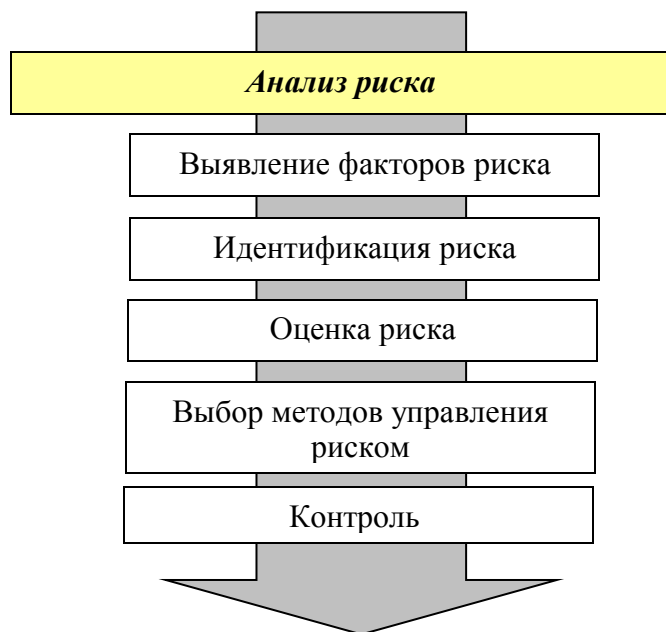 Анализ риска
Выявление факторов риска
Идентификация риска
Оценка риска
Выбор методов управления
риском
Контроль